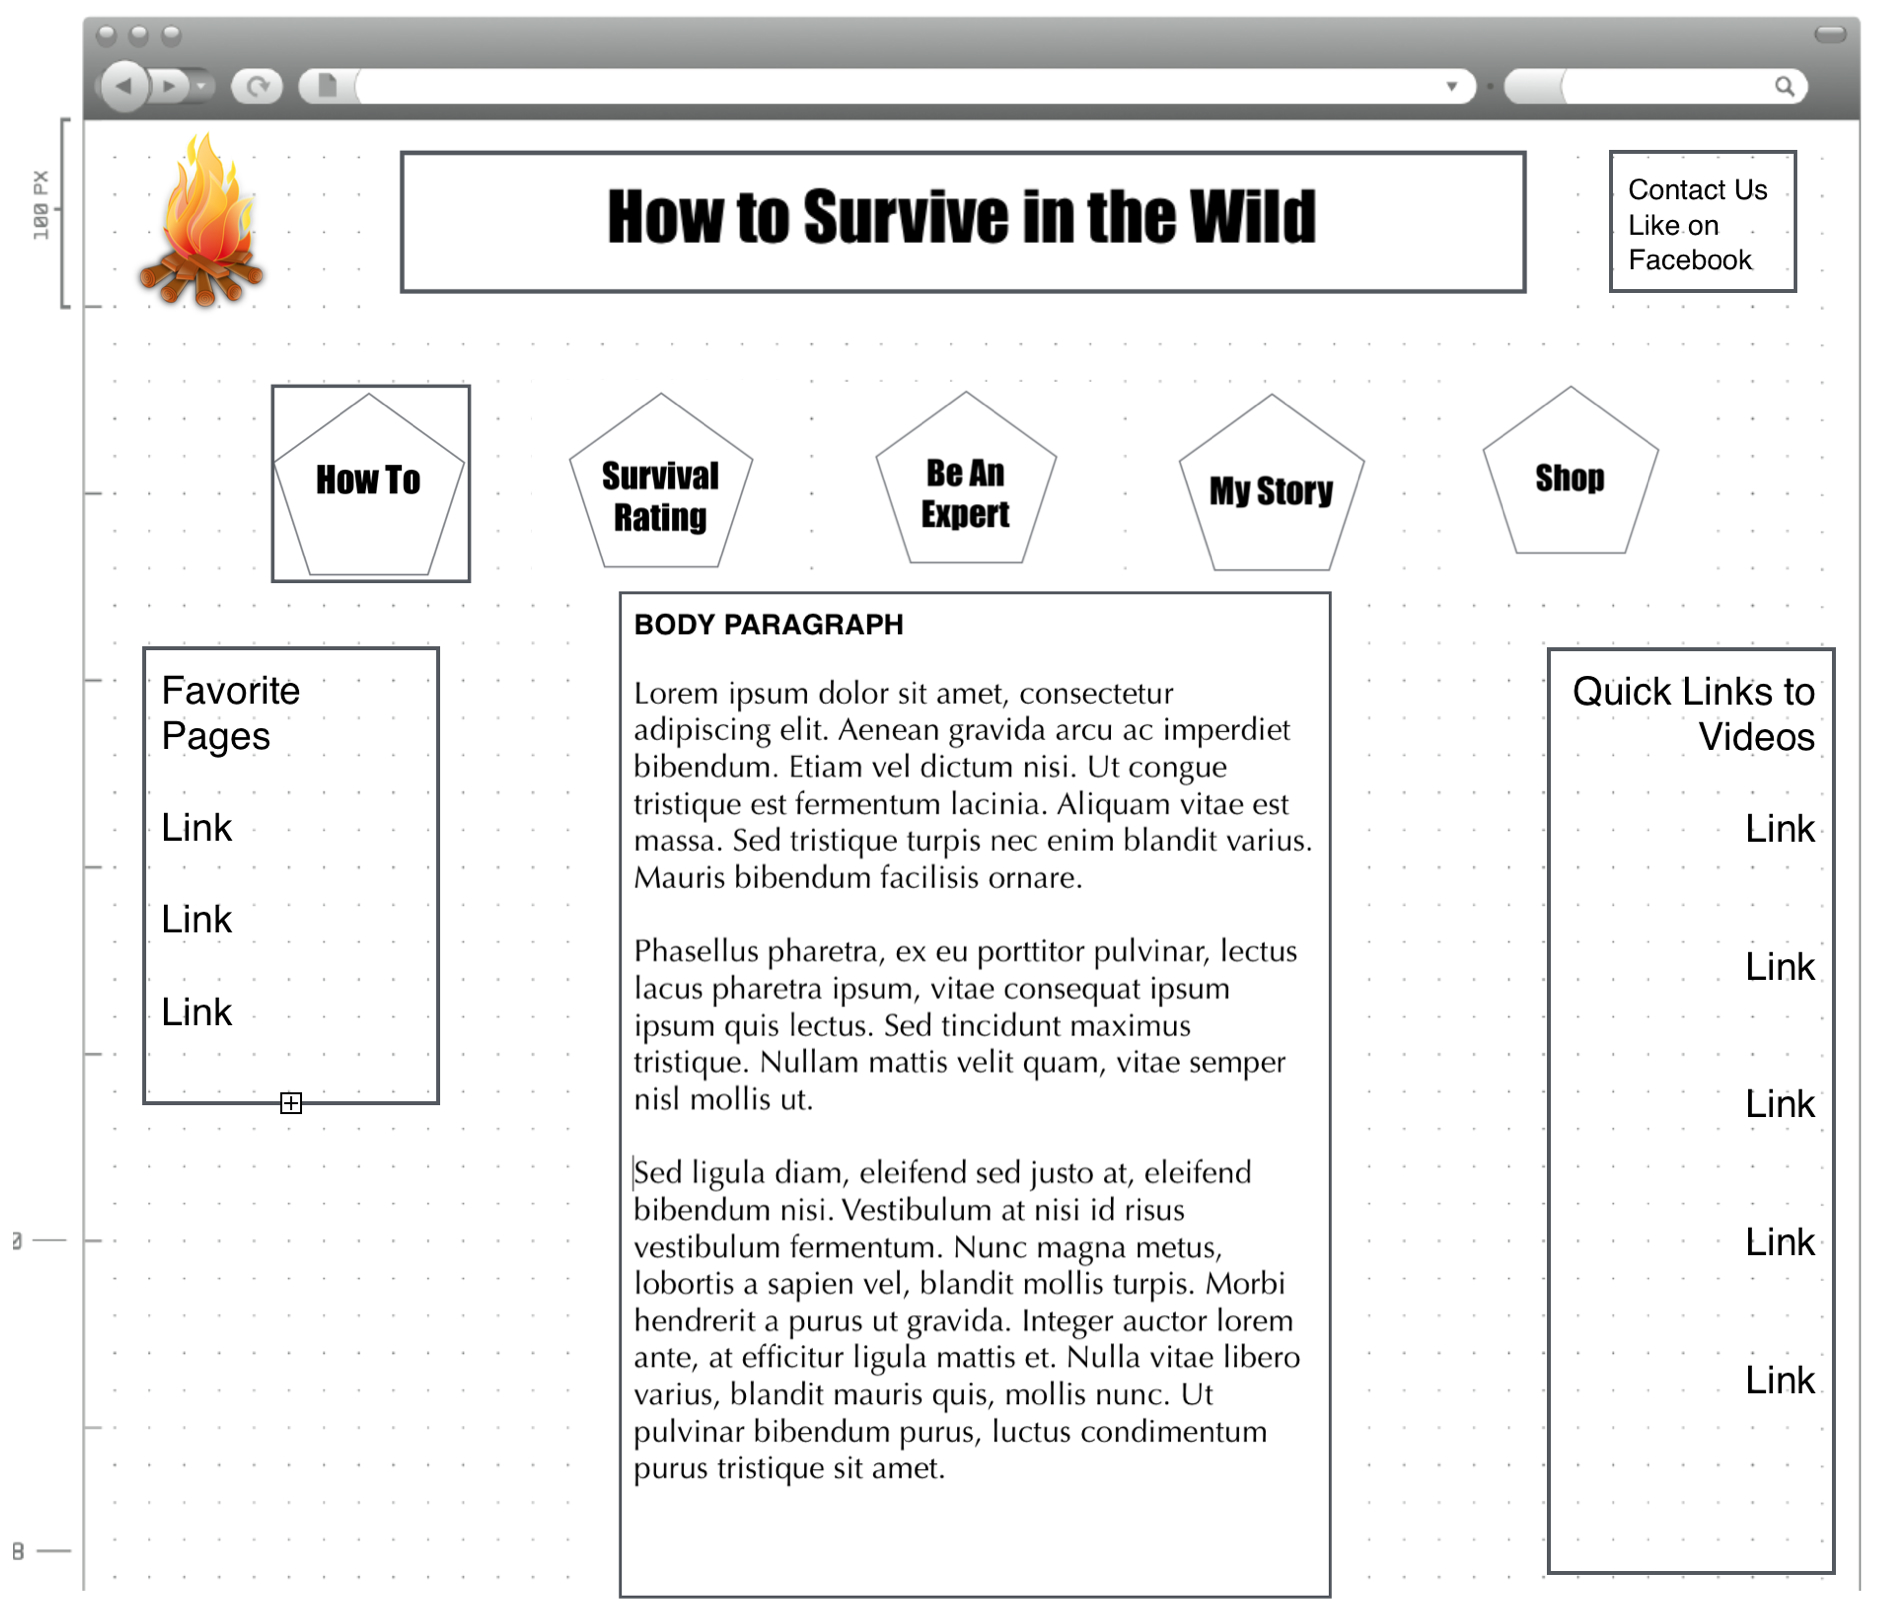 100 PX
How to Survive in the Wild
Contact Us
Like on
Facebook
How To
Survival
Rating
Be An
Expert
My Story
Shop
Favorite
Pages
Link
Link
Link
BODY PARAGRAPH
Lorem ipsum dolor sit amet, consectetur
adipiscing elit. Aenean gravida arcu ac imperdiet
bibendum. Etiam vel dictum nisi. Ut congue
tristique est fermentum lacinia. Aliquam vitae est
massa. Sed tristique turpis nec enim blandit varius.
Mauris bibendum facilisis ornare.
Phasellus pharetra, ex eu porttitor pulvinar, lectus
lacus pharetra ipsum, vitae consequat ipsum
ipsum quis lectus. Sed tincidunt maximus
tristique. Nullam mattis velit quam, vitae semper
nisl mollis ut.
Sed ligula diam, eleifend sed justo at, eleifend
bibendum nisi. Vestibulum at nisi id risus
vestibulum fermentum. Nunc magna metus,
lobortis a sapien vel, blandit mollis turpis. Morbi
hendrerit a purus ut gravida. Integer auctor lorem
ante, at efficitur ligula mattis et. Nulla vitae libero
varius, blandit mauris quis, mollis nunc. Ut
pulvinar bibendum purus, luctus condimentum
purus tristique sit amet.
Quick Links to
Videos
Link
Link
Link
Link
Link